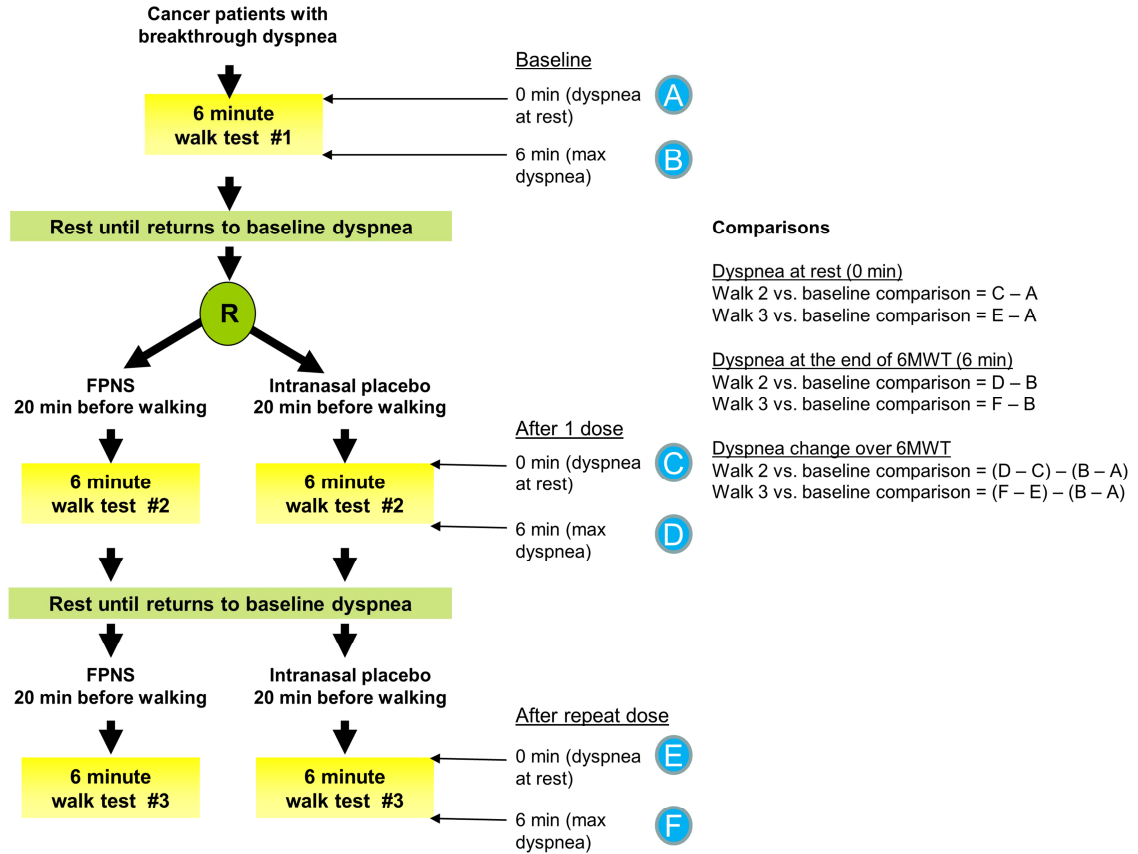 Cancer patients with
breakthrough dyspnea
Baseline
0 min (dyspnea
at rest)
A
6 minute
walk test #1
6 min (max
dyspnea)
B
Rest until returns to baseline dyspnea
R
FPNS
20 min before walking
Intranasal placebo
20 min before walking
After 1 dose
0 min (dyspnea
at rest)
C
6 minute
walk test #2
6 minute
walk test #2
6 min (max
dyspnea)
D
Rest until returns to baseline dyspnea
FPNS
20 min before walking
Intranasal placebo
20 min before walking
After repeat dose
0 min (dyspnea
at rest)
E
6 minute
walk test #3
6 minute
walk test #3
6 min (max
dyspnea)
F
Comparisons
Dyspnea at rest (0 min)
Walk 2 vs. baseline comparison = C – A
Walk 3 vs. baseline comparison = E – A
Dyspnea at the end of 6MWT (6 min)
Walk 2 vs. baseline comparison = D – B
Walk 3 vs. baseline comparison = F – B
Dyspnea change over 6MWT
Walk 2 vs. baseline comparison = (D – C) – (B – A)
Walk 3 vs. baseline comparison = (F – E) – (B – A)